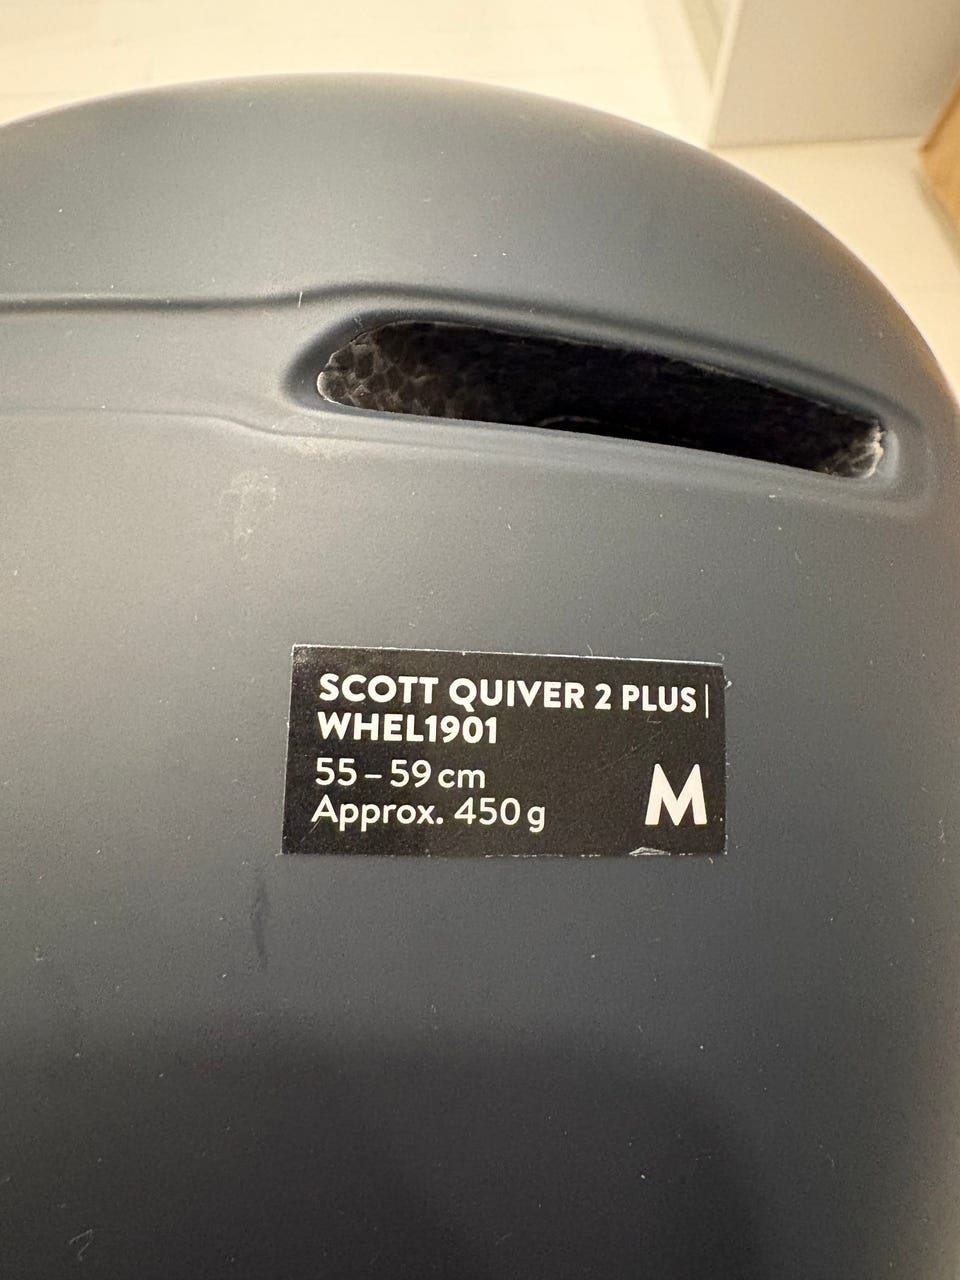 SCOTT QUIVER 2 PLUS |
WHEL1901
55 – 59 cm
Approx. 450 g
M